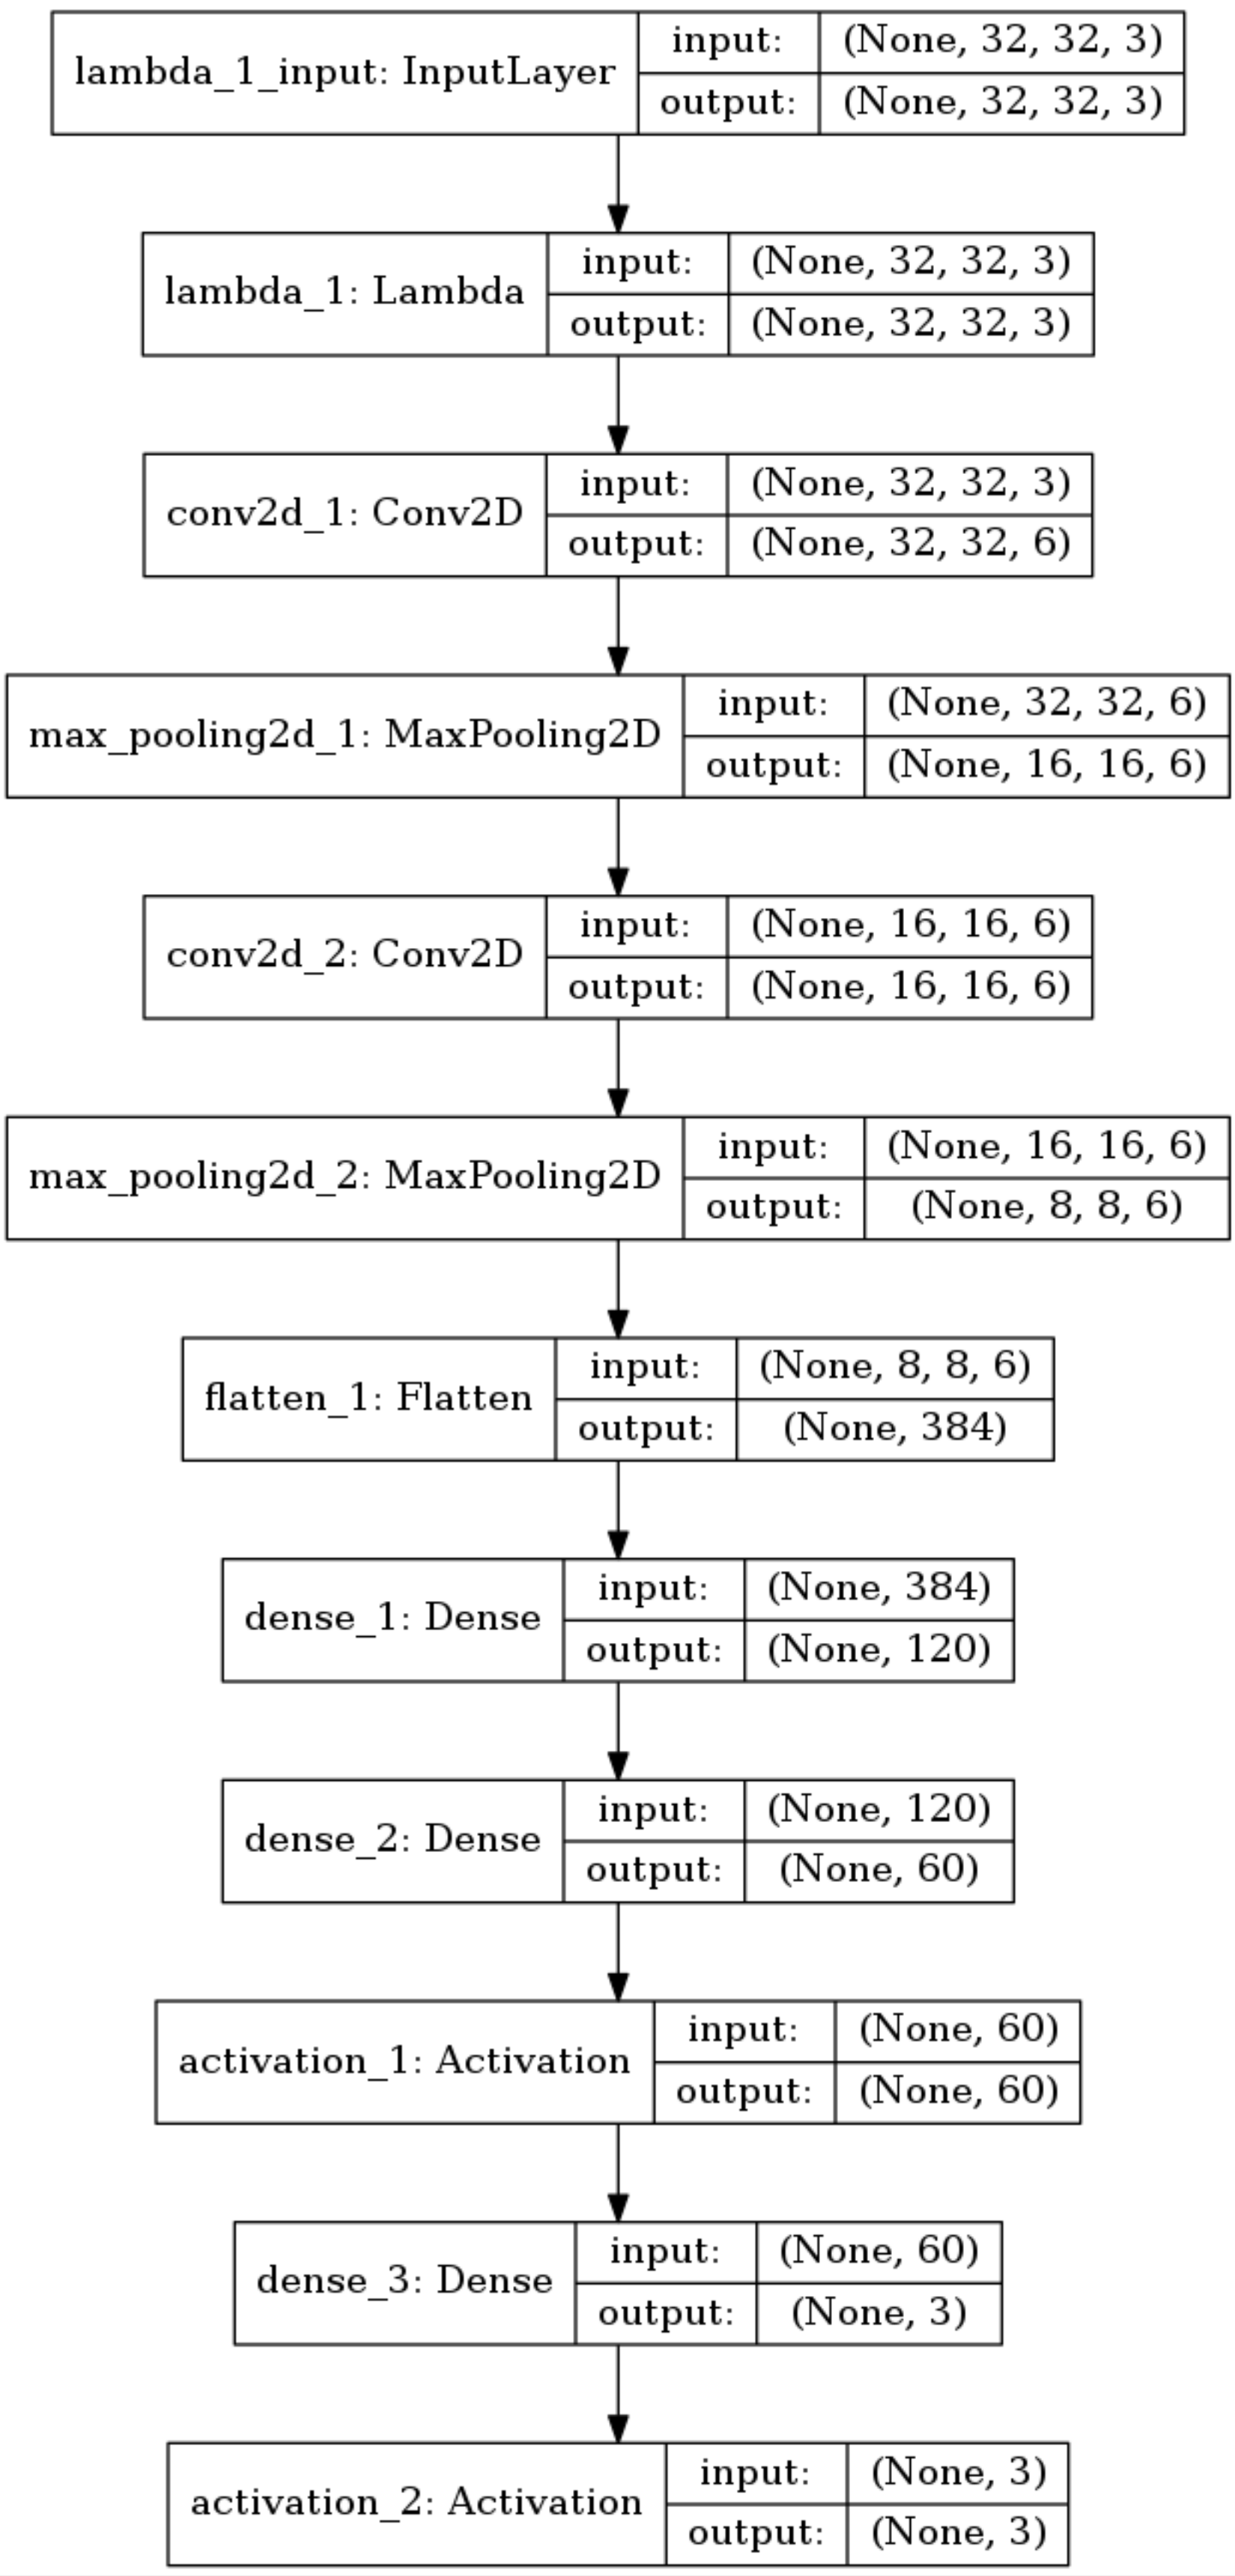 lambda_1_input: InputLayer
input:
(None, 32, 32, 3)
output:
(None, 32, 32, 3)
lambda_1: Lambda
input:
(None, 32, 32, 3)
output:
(None, 32, 32, 3)
conv2d_1: Conv2D
input:
(None, 32, 32, 3)
output:
(None, 32, 32, 6)
max_pooling2d_1: MaxPooling2D
input:
(None, 32, 32, 6)
output:
(None, 16, 16, 6)
conv2d_2: Conv2D
input:
(None, 16, 16, 6)
output:
(None, 16, 16, 6)
max_pooling2d_2: MaxPooling2D
input:
(None, 16, 16, 6)
output:
(None, 8, 8, 6)
flatten_1: Flatten
input:
(None, 8, 8, 6)
output:
(None, 384)
dense_1: Dense
input:
(None, 384)
output:
(None, 120)
dense_2: Dense
input:
(None, 120)
output:
(None, 60)
activation_1: Activation
input:
(None, 60)
output:
(None, 60)
dense_3: Dense
input:
(None, 60)
output:
(None, 3)
activation_2: Activation
input:
(None, 3)
output:
(None, 3)